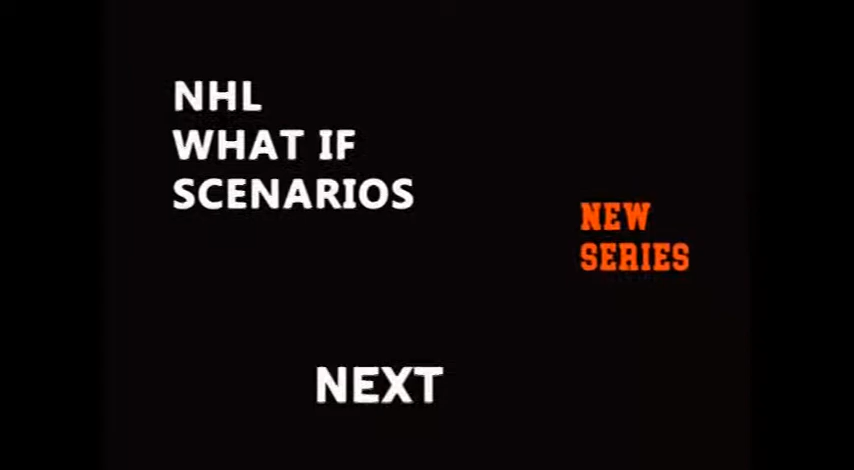 NHL
WHAT IF
SCENARIOS
NEW
SERIES
NEXT